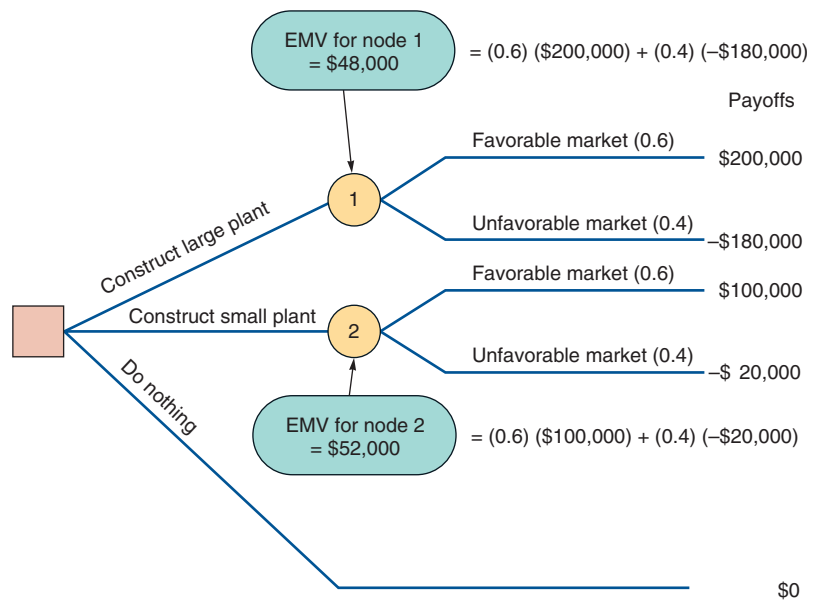 EMV for node 1
= $48,000
= (0.6) ($200,000) + (0.4) (–$180,000)
Payoffs
Favorable market (0.6)
$200,000
1
Construct large plant
Unfavorable market (0.4)
–$180,000
Favorable market (0.6)
$100,000
Construct small plant
2
Unfavorable market (0.4)
–$ 20,000
Do nothing
EMV for node 2
= $52,000
= (0.6) ($100,000) + (0.4) (–$20,000)
$0